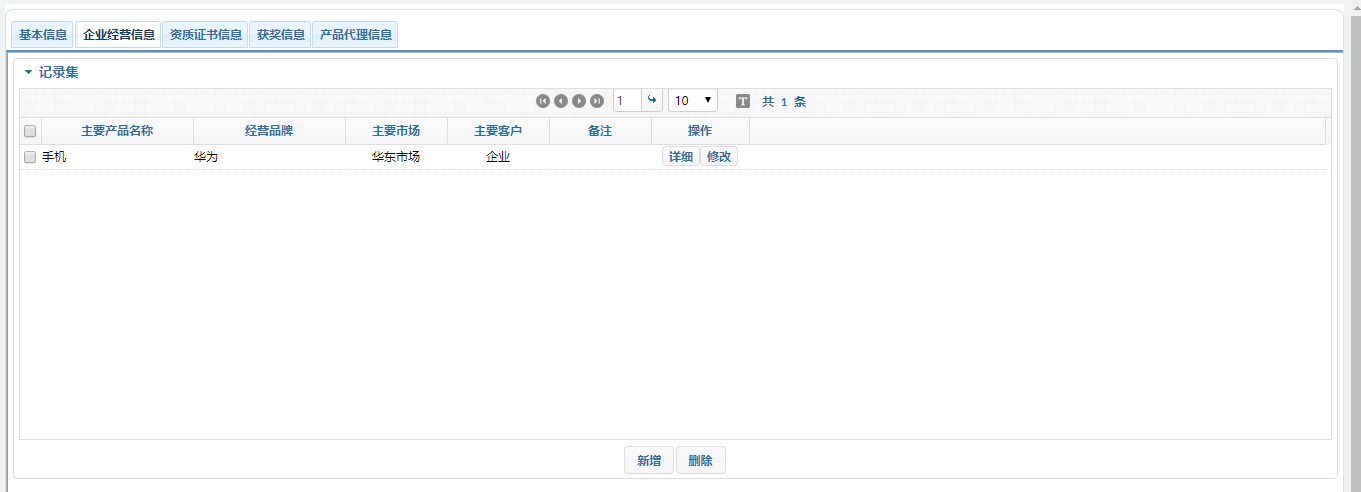 基本信息 企业经营信息 资质证书信息 获奖信息 产品代理信息
记录集
1 10 T 共 1 条
主要产品名称 经营品牌 主要市场 主要客户 备注 操作
手机 华为 华东市场 企业 详细 修改
新增 删除